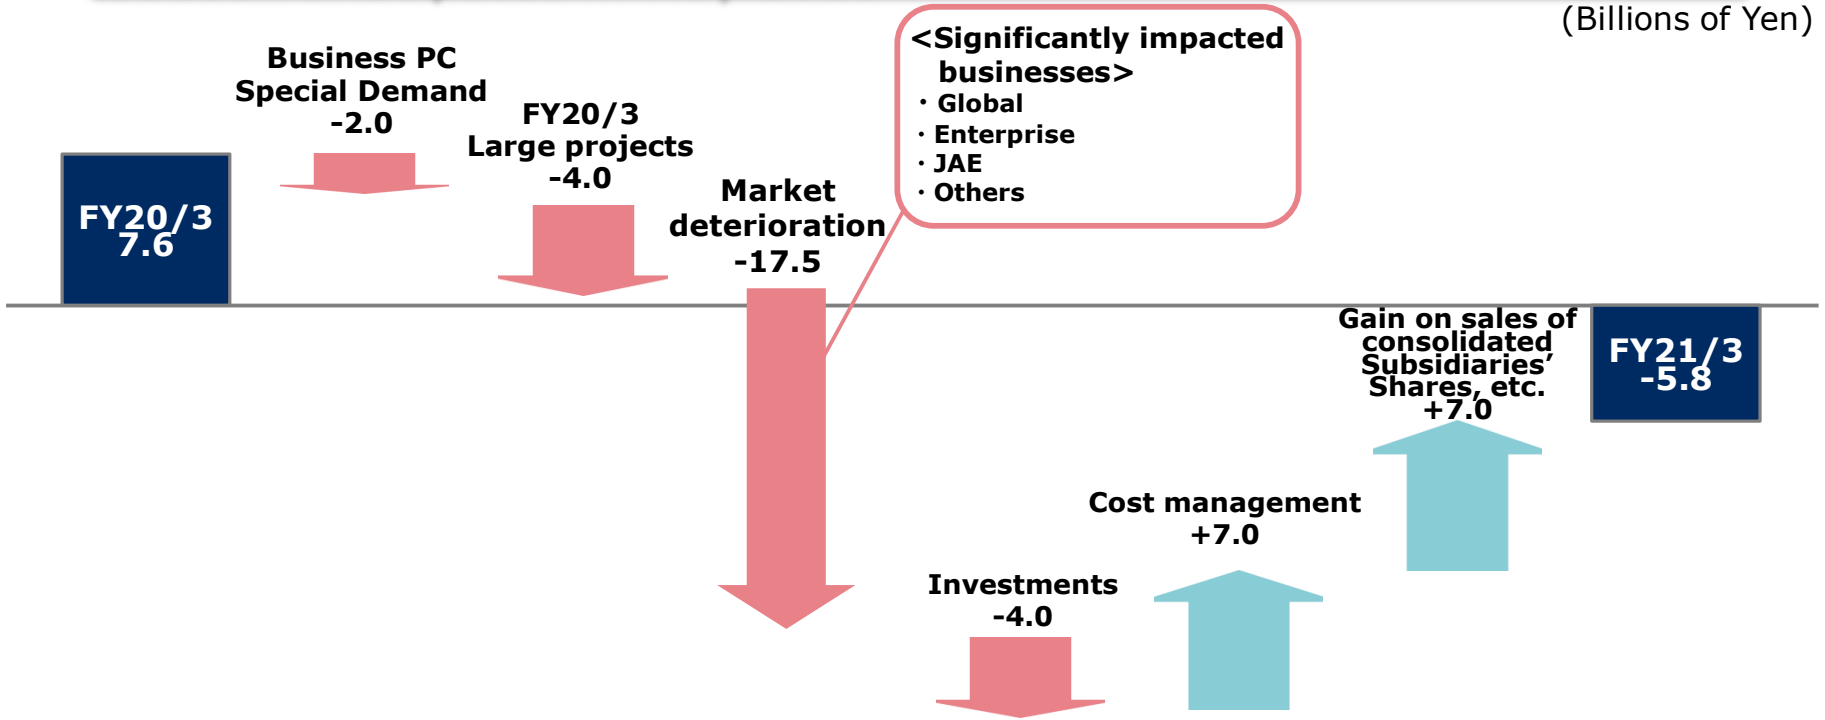 (Billions of Yen)
Business PC
Special Demand
-2.0
FY20/3
Large projects
-4.0
Market
deterioration
-17.5
<Significantly impacted
businesses>
・Global
・Enterprise
・JAE
・Others
FY20/3
7.6
Gain on sales of
consolidated
Subsidiaries’
Shares, etc.
+7.0
FY21/3
-5.8
Cost management
+7.0
Investments
-4.0